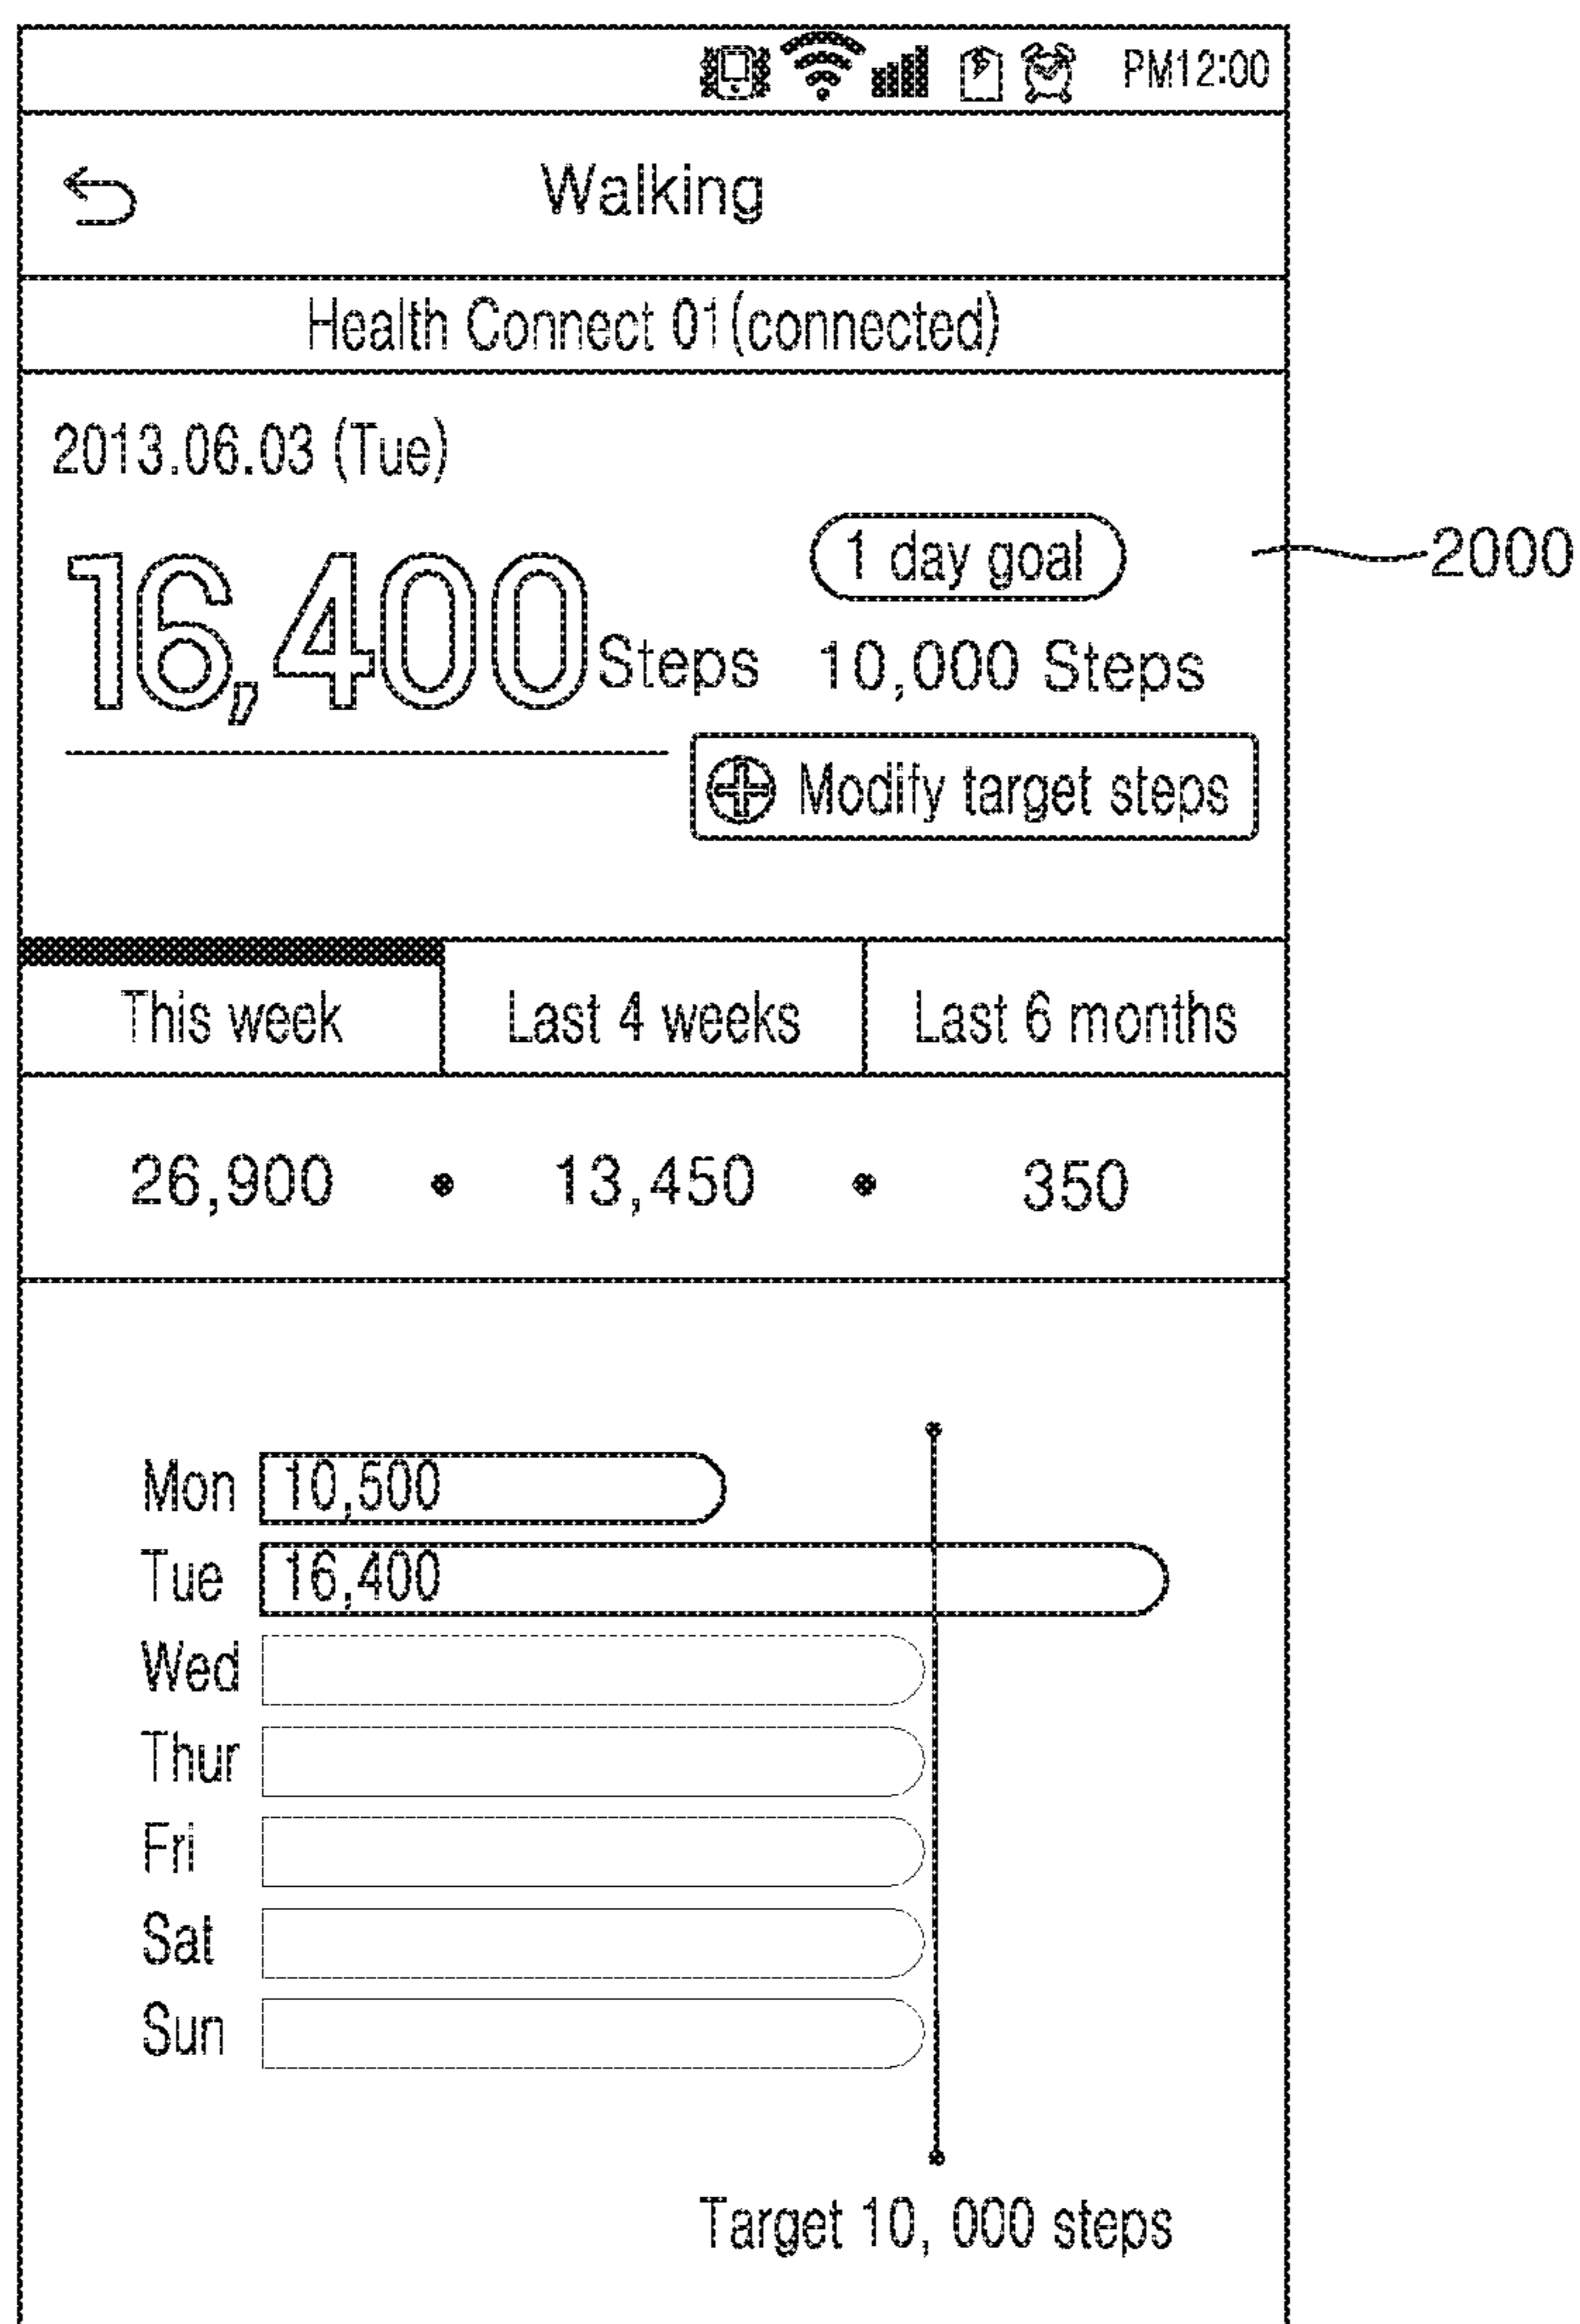 PM12:00
Walking
Health Connect 01(connected)
2013.06.03 (Tue)
1 day goal
2000
16,400 Steps
10,000 Steps
Modify target steps
This week
Last 4 weeks
Last 6 months
26,900 • 13,450 • 350
Mon 10,500
Tue 16,400
Wed
Thur
Fri
Sat
Sun
Target 10, 000 steps